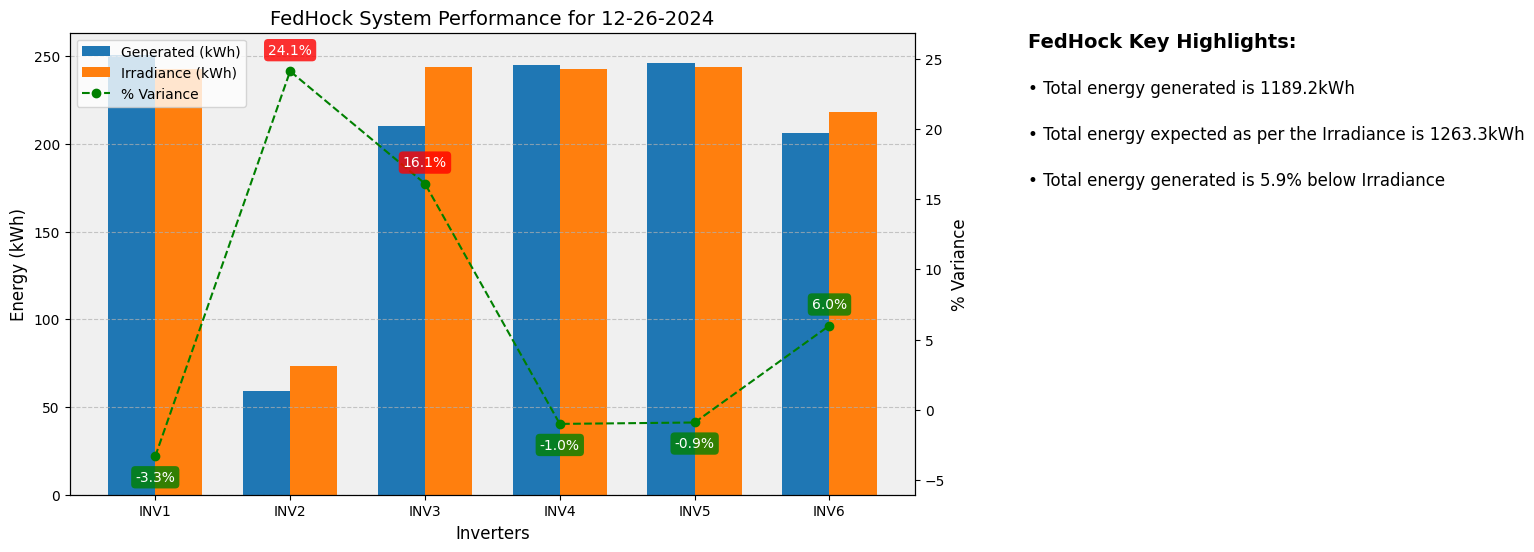 FedHock System Performance for 12-26-2024
Generated (kWh)
Irradiance (kWh)
% Variance
250
200
150
100
50
0
Energy (kWh)
24.1%
16.1%
6.0%
-3.3%
-1.0%
-0.9%
25
20
15
10
5
0
−5
% Variance
INV1 INV2 INV3 INV4 INV5 INV6
Inverters
FedHock Key Highlights:
• Total energy generated is 1189.2kWh
• Total energy expected as per the Irradiance is 1263.3kWh
• Total energy generated is 5.9% below Irradiance